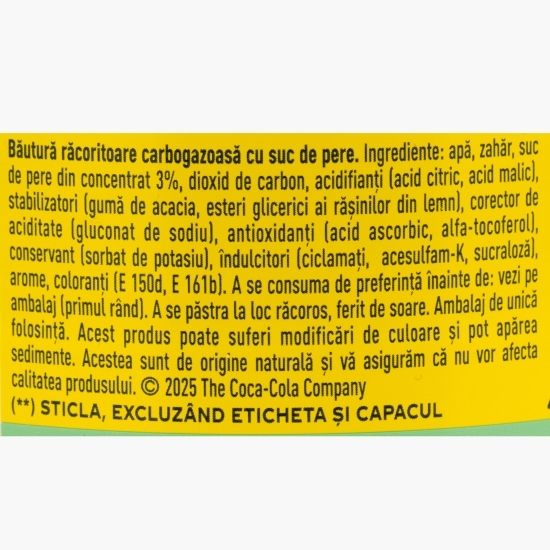 Băutură răcoritoare carbogazoasă cu suc de pere. Ingrediente: apă, zahăr, suc
de pere din concentrat 3%, dioxid de carbon, acidifianți (acid citric, acid malic),
stabilizatori (gumă de acacia, esteri glicerici ai rășinilor din lemn), corector de
aciditate (gluconat de sodiu), antioxidanți (acid ascorbic, alfa-tocoferol),
conservant (sorbat de potasiu), îndulcitori (ciclamați, acesulfam-K, sucraloză),
arome, coloranți (E 150d, E 161b). A se consuma de preferință înainte de: vezi pe
ambalaj (primul rând). A se păstra la loc răcoros, ferit de soare. Ambalaj de unică
folosință. Acest produs poate suferi modificări de culoare și pot apărea
sedimente. Acestea sunt de origine naturală și vă asigurăm că nu vor afecta
calitatea produsului. © 2025 The Coca-Cola Company
(**) STICLA, EXCLUZÂND ETICHETA ȘI CAPACUL